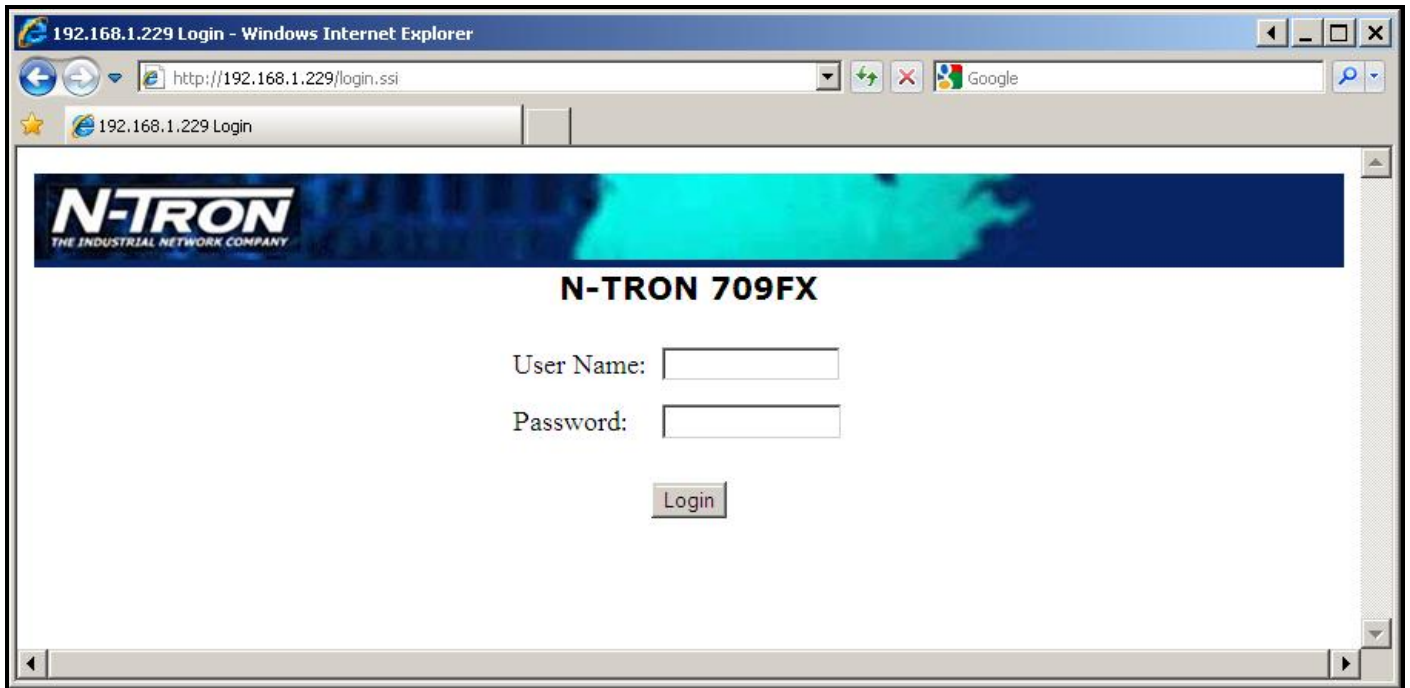 192.168.1.229 Login - Windows Internet Explorer
http://192.168.1.229/login.ssi
Google
192.168.1.229 Login
N-TRON
THE INDUSTRIAL NETWORK COMPANY
N-TRON 709FX
User Name:
Password:
Login